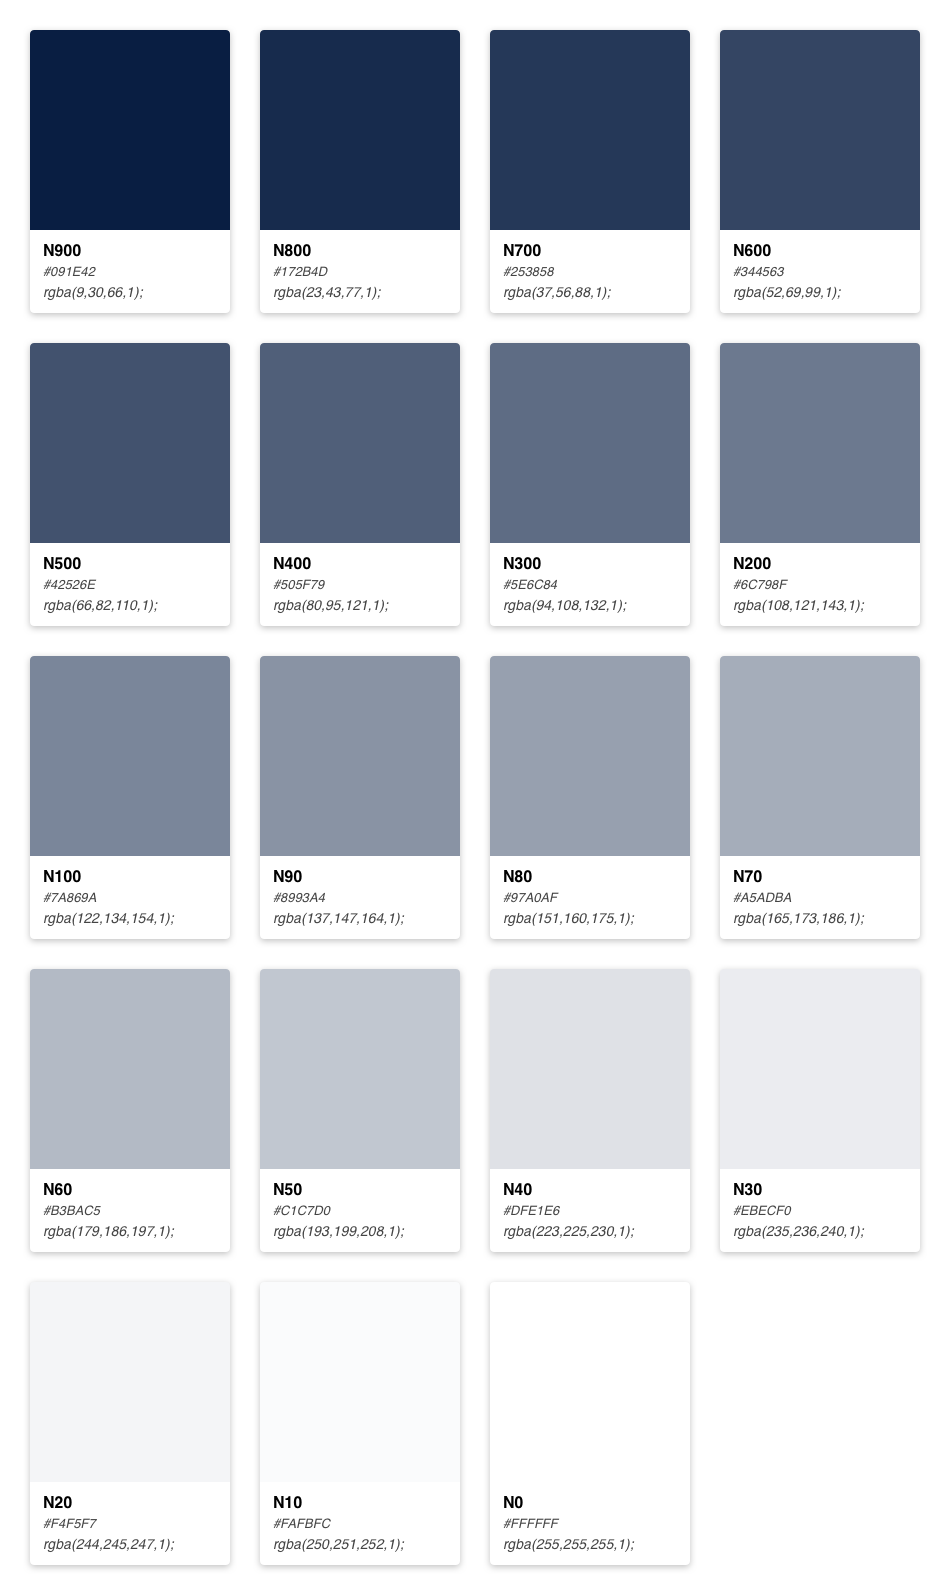 N900
#091E42
rgba(9,30,66,1);
N800
#172B4D
rgba(23,43,77,1);
N700
#253858
rgba(37,56,88,1);
N600
#344563
rgba(52,69,99,1);
N500
#42526E
rgba(66,82,110,1);
N400
#505F79
rgba(80,95,121,1);
N300
#5E6C84
rgba(94,108,132,1);
N200
#6C798F
rgba(108,121,143,1);
N100
#7A869A
rgba(122,134,154,1);
N90
#8993A4
rgba(137,147,164,1);
N80
#97A0AF
rgba(151,160,175,1);
N70
#A5ADBA
rgba(165,173,186,1);
N60
#B3BAC5
rgba(179,186,197,1);
N50
#C1C7D0
rgba(193,199,208,1);
N40
#DFE1E6
rgba(223,225,230,1);
N30
#EBECF0
rgba(235,236,240,1);
N20
#F4F5F7
rgba(244,245,247,1);
N10
#FAFBFC
rgba(250,251,252,1);
N0
#FFFFFF
rgba(255,255,255,1);